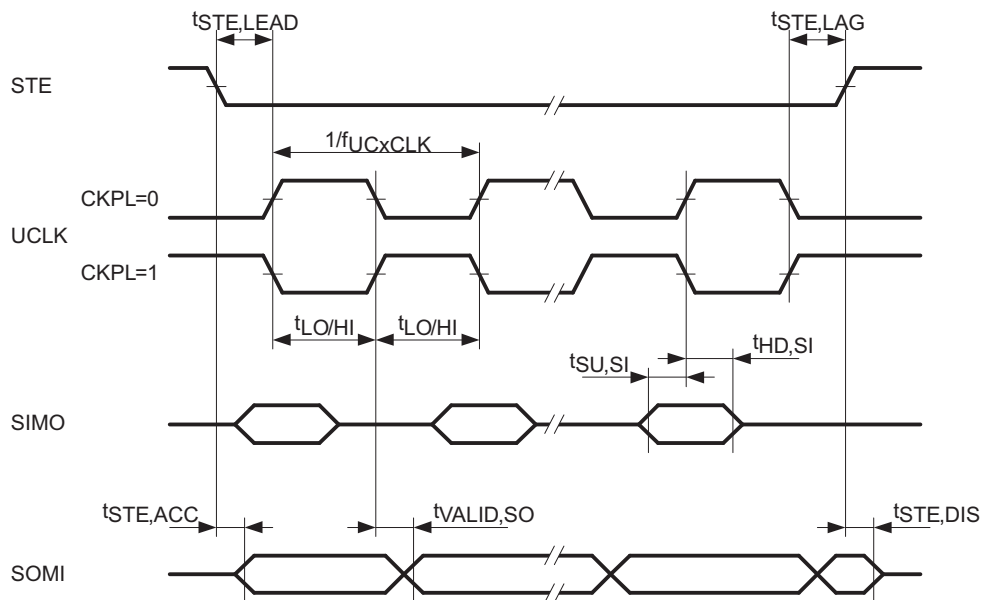 tSTE,LEAD
tSTE,LAG
STE
1/fUCxCLK
CKPL=0
UCLK
CKPL=1
tLO/HI
tLO/HI
tHD,SI
tSU,SI
SIMO
tSTE,ACC
tVALID,SO
tSTE,DIS
SOMI